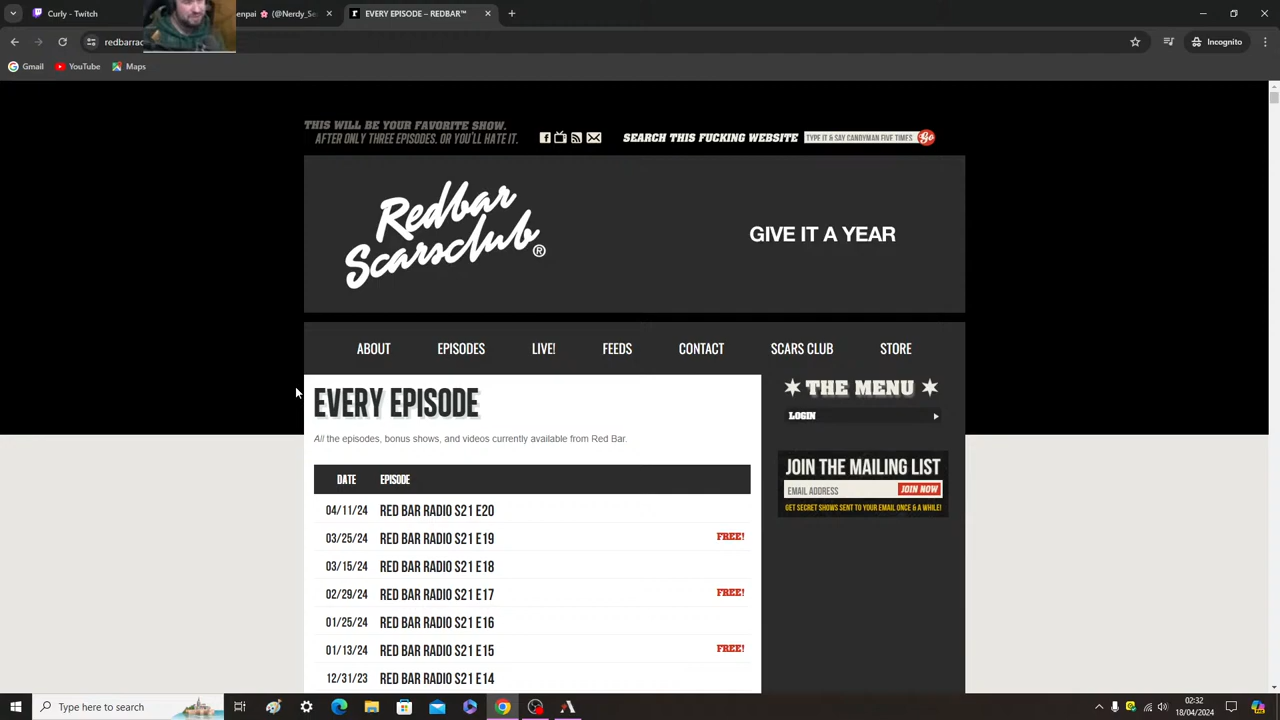 Curly - Twitch
enpai (@Nerdy_S
EVERY EPISODE – REDBAR™
redbarra
Incognito
Gmail
YouTube
Maps
THIS WILL BE YOUR FAVORITE SHOW.
AFTER ONLY THREE EPISODES. OR YOU'LL HATE IT.
SEARCH THIS FUCKING WEBSITE
TYPE IT & SAY CANDYMAN FIVE TIMES
Go
Redbar
Scarsclub®
GIVE IT A YEAR
ABOUT EPISODES LIVE! FEEDS CONTACT SCARS CLUB STORE
EVERY EPISODE
All the episodes, bonus shows, and videos currently available from Red Bar.
DATE EPISODE
04/11/24 RED BAR RADIO S21 E20
03/25/24 RED BAR RADIO S21 E19 FREE!
03/15/24 RED BAR RADIO S21 E18
02/29/24 RED BAR RADIO S21 E17 FREE!
01/25/24 RED BAR RADIO S21 E16
01/13/24 RED BAR RADIO S21 E15 FREE!
12/31/23 RED BAR RADIO S21 E14
THE MENU
LOGIN
JOIN THE MAILING LIST
EMAIL ADDRESS JOIN NOW
GET SECRET SHOWS SENT TO YOUR EMAIL ONCE & A WHILE!
Type here to search
02:32
18/04/2024